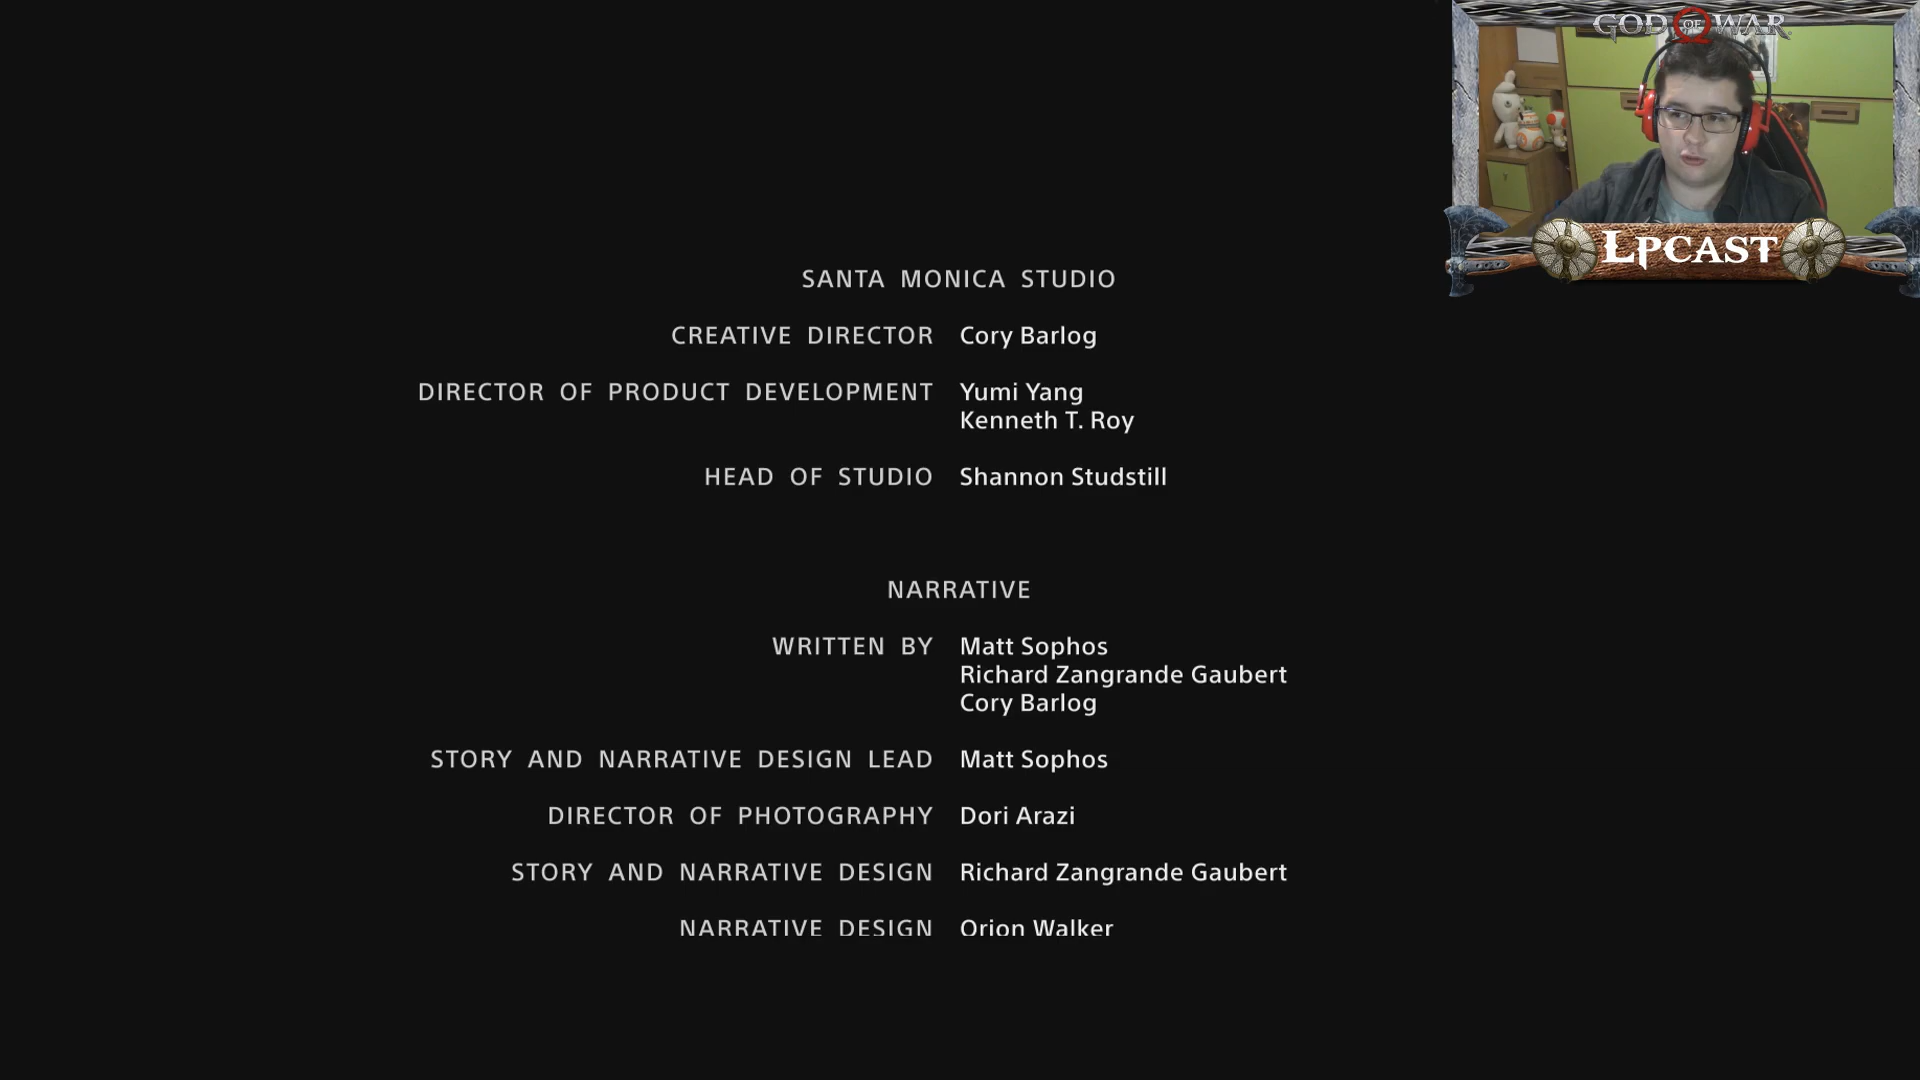 GOD OF WAR
LPCAST
SANTA MONICA STUDIO
CREATIVE DIRECTOR Cory Barlog
DIRECTOR OF PRODUCT DEVELOPMENT Yumi Yang
Kenneth T. Roy
HEAD OF STUDIO Shannon Studstill
NARRATIVE
WRITTEN BY Matt Sophos
Richard Zangrande Gaubert
Cory Barlog
STORY AND NARRATIVE DESIGN LEAD Matt Sophos
DIRECTOR OF PHOTOGRAPHY Dori Arazi
STORY AND NARRATIVE DESIGN Richard Zangrande Gaubert
NARRATIVE DESIGN Orion Walker